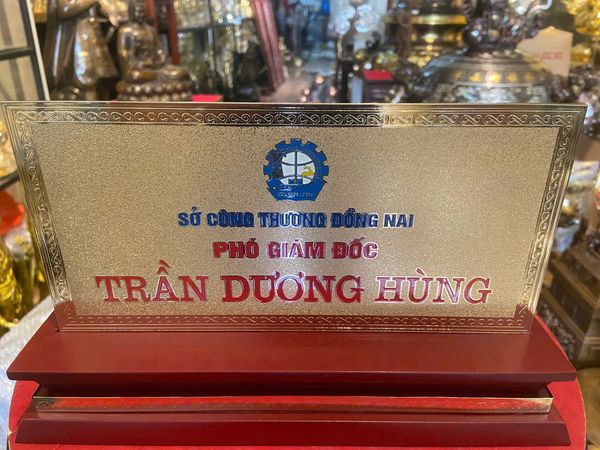 SỞ CÔNG THƯƠNG ĐỒNG NAI
PHÓ GIÁM ĐỐC
TRẦN DƯƠNG HÙNG